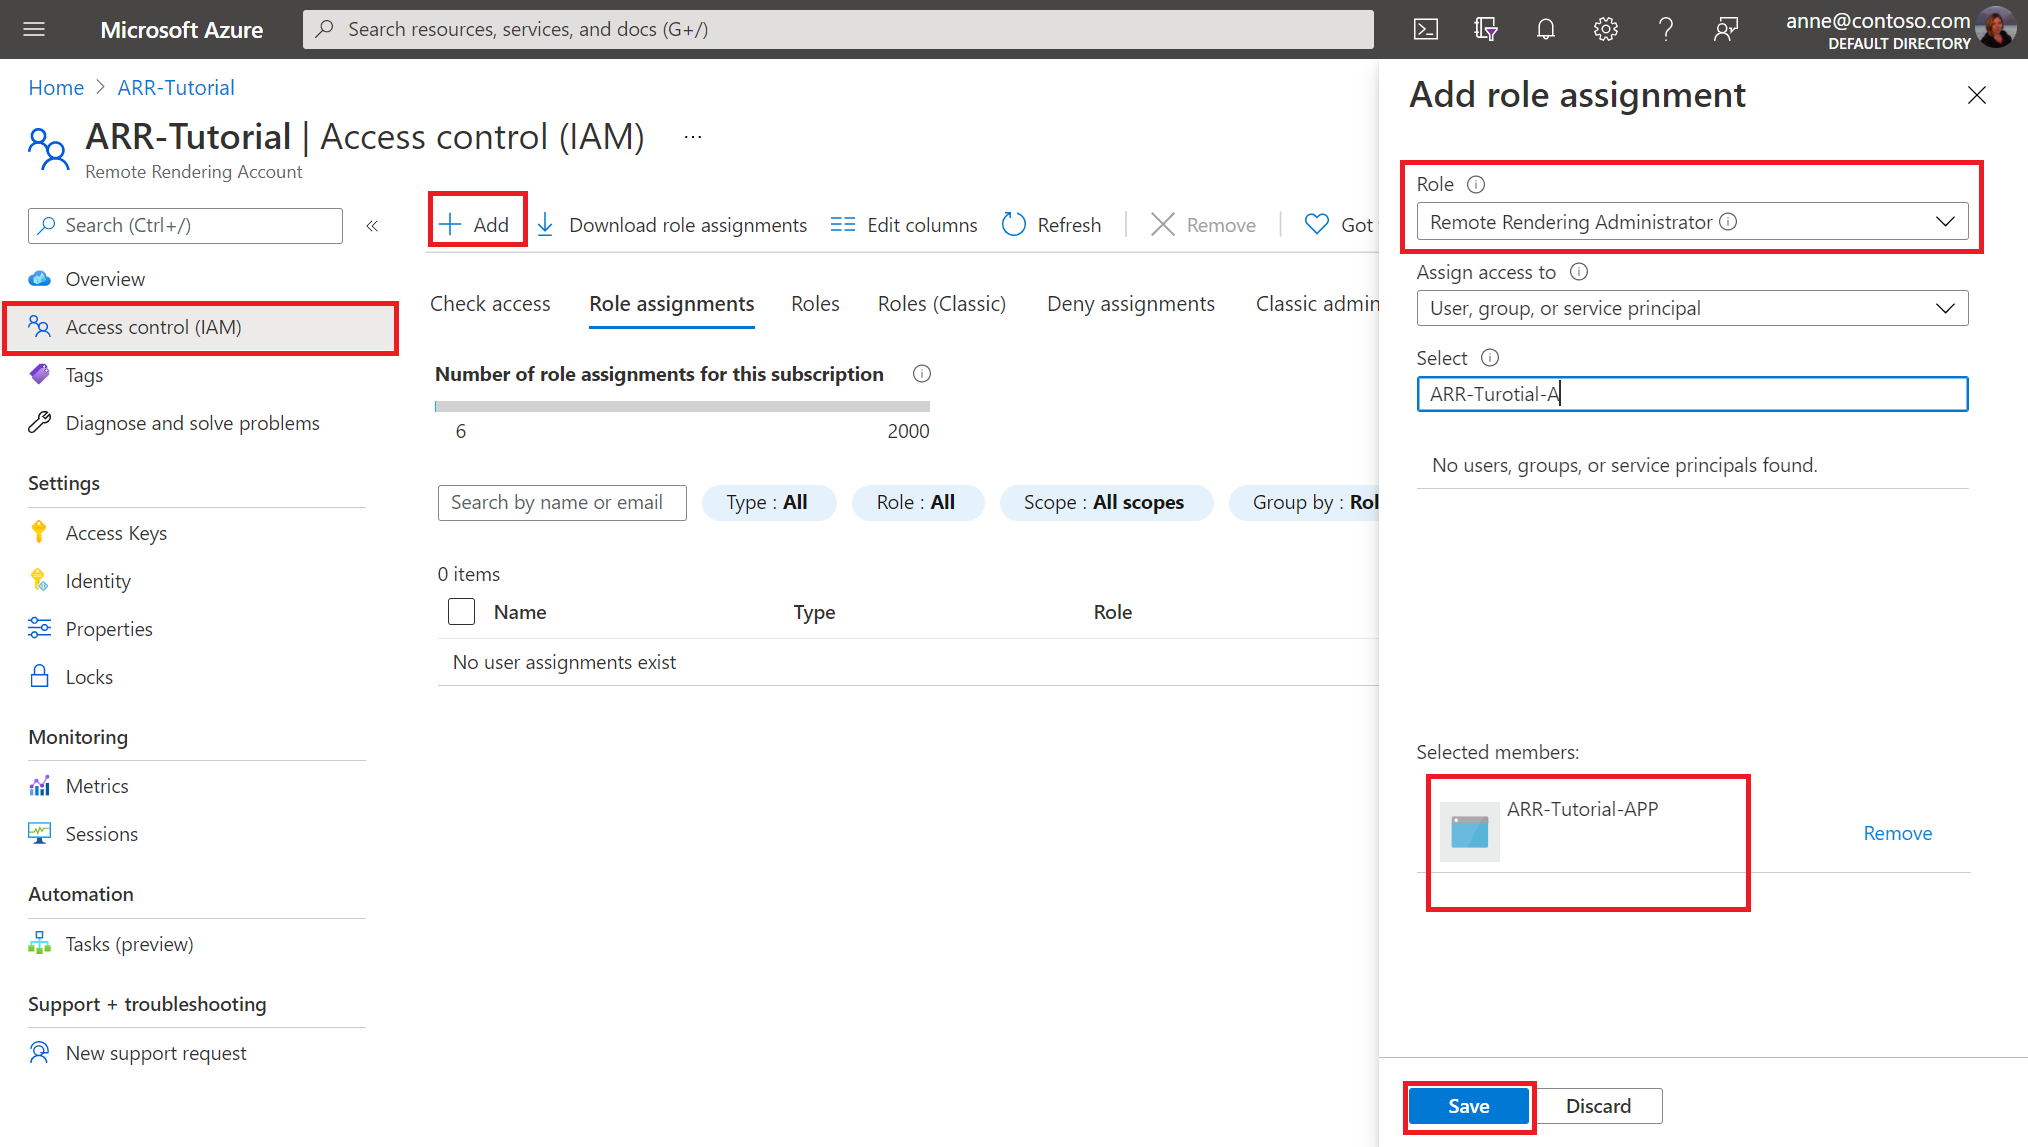 Microsoft Azure
Search resources, services, and docs (G+/)
anne@contoso.com
DEFAULT DIRECTORY
Home > ARR-Tutorial
ARR-Tutorial | Access control (IAM) ...
Remote Rendering Account
Search (Ctrl+/)
«
Overview
Access control (IAM)
Tags
Diagnose and solve problems
Settings
Access Keys
Identity
Properties
Locks
Monitoring
Metrics
Sessions
Automation
Tasks (preview)
Support + troubleshooting
New support request
Add Download role assignments Edit columns Refresh Remove Got
Check access Role assignments Roles Roles (Classic) Deny assignments Classic admin
Number of role assignments for this subscription
6 2000
Search by name or email Type : All Role : All Scope : All scopes Group by : Rol
0 items
Name Type Role
No user assignments exist
Add role assignment
Role
Remote Rendering Administrator
Assign access to
User, group, or service principal
Select
ARR-Turotial-A
No users, groups, or service principals found.
Selected members:
ARR-Tutorial-APP
Remove
Save Discard